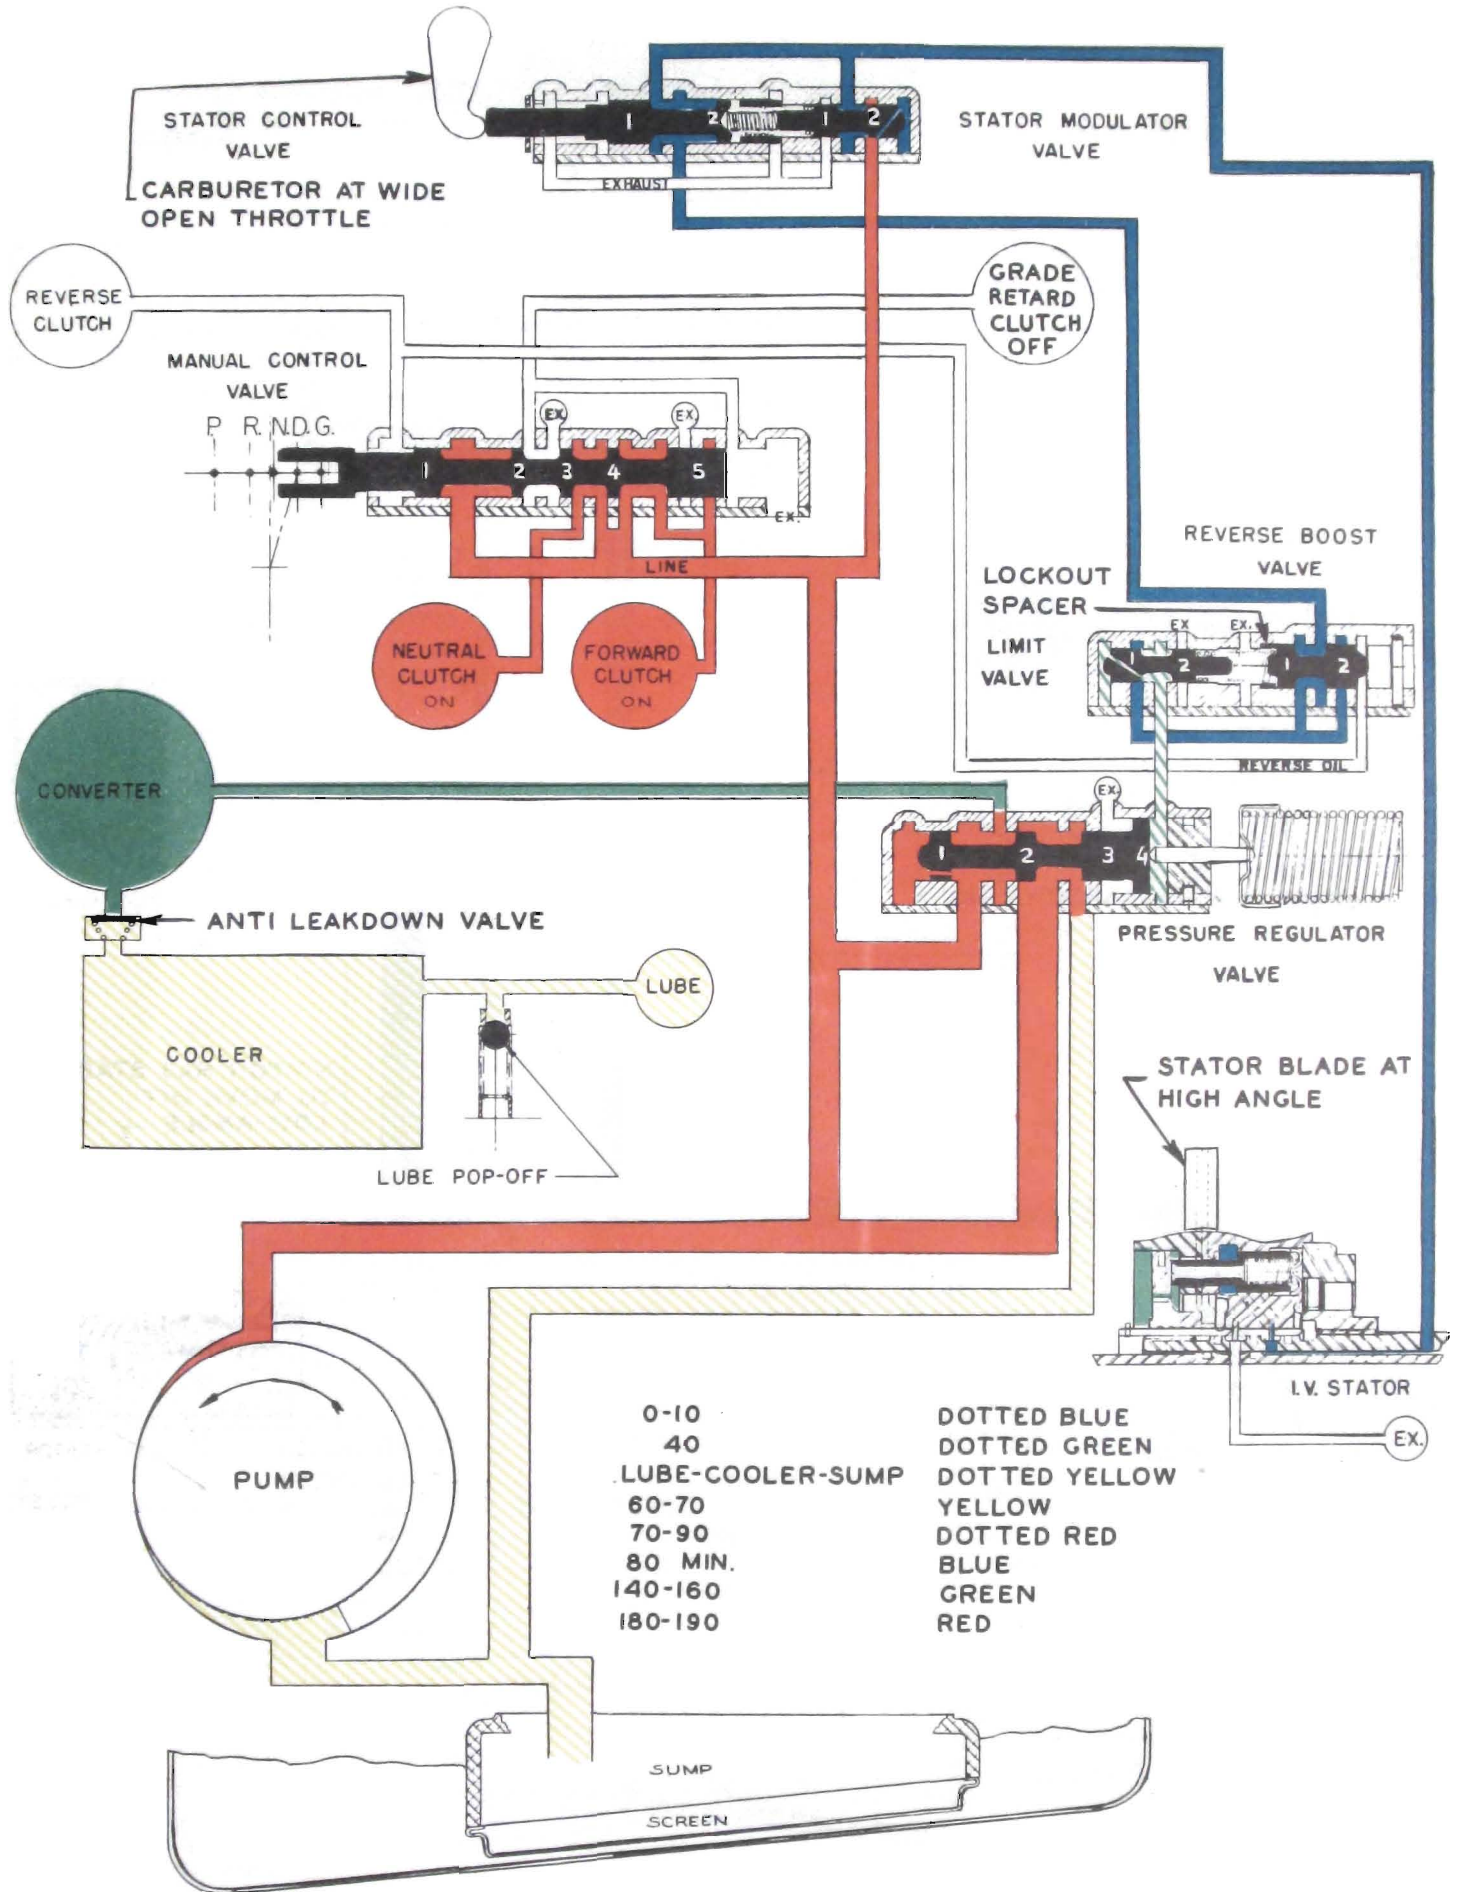 STATOR CONTROL
VALVE
CARBURETOR AT WIDE
OPEN THROTTLE
1
2
1
2
EXHAUST
STATOR MODULATOR
VALVE
REVERSE
CLUTCH
GRADE
RETARD
CLUTCH
OFF
MANUAL CONTROL
VALVE
P R. N.D. G.
EX.
EX.
1
2
3
4
5
EX.
LINE
NEUTRAL
CLUTCH
ON
FORWARD
CLUTCH
ON
REVERSE BOOST
VALVE
LOCKOUT
SPACER
LIMIT
VALVE
EX
EX.
1
2
1
2
REVERSE OIL
CONVERTER
EX.
1
2
3
4
ANTI LEAKDOWN VALVE
PRESSURE REGULATOR
VALVE
LUBE
COOLER
LUBE POP-OFF
STATOR BLADE AT
HIGH ANGLE
I.V. STATOR
EX.
PUMP
0-10 DOTTED BLUE
40 DOTTED GREEN
LUBE-COOLER-SUMP DOTTED YELLOW
60-70 YELLOW
70-90 DOTTED RED
80 MIN. BLUE
140-160 GREEN
180-190 RED
SUMP
SCREEN